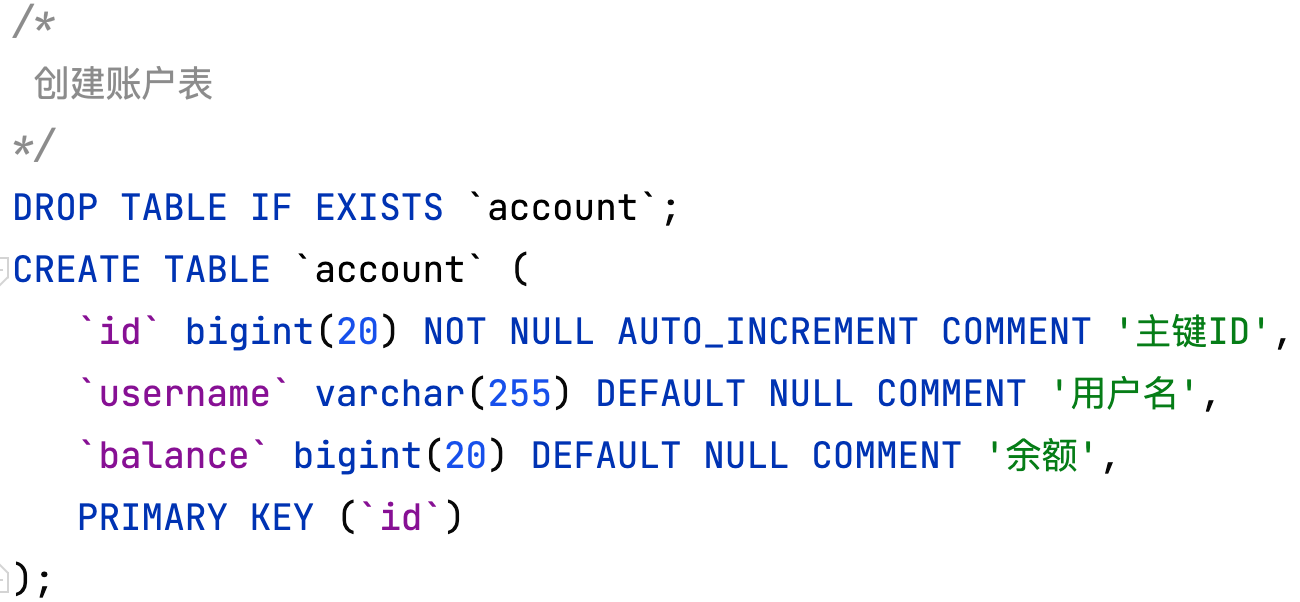 /*
 创建账户表
*/
DROP TABLE IF EXISTS `account`;
CREATE TABLE `account` (
   `id` bigint(20) NOT NULL AUTO_INCREMENT COMMENT '主键ID',
   `username` varchar(255) DEFAULT NULL COMMENT '用户名',
   `balance` bigint(20) DEFAULT NULL COMMENT '余额',
   PRIMARY KEY (`id`)
);